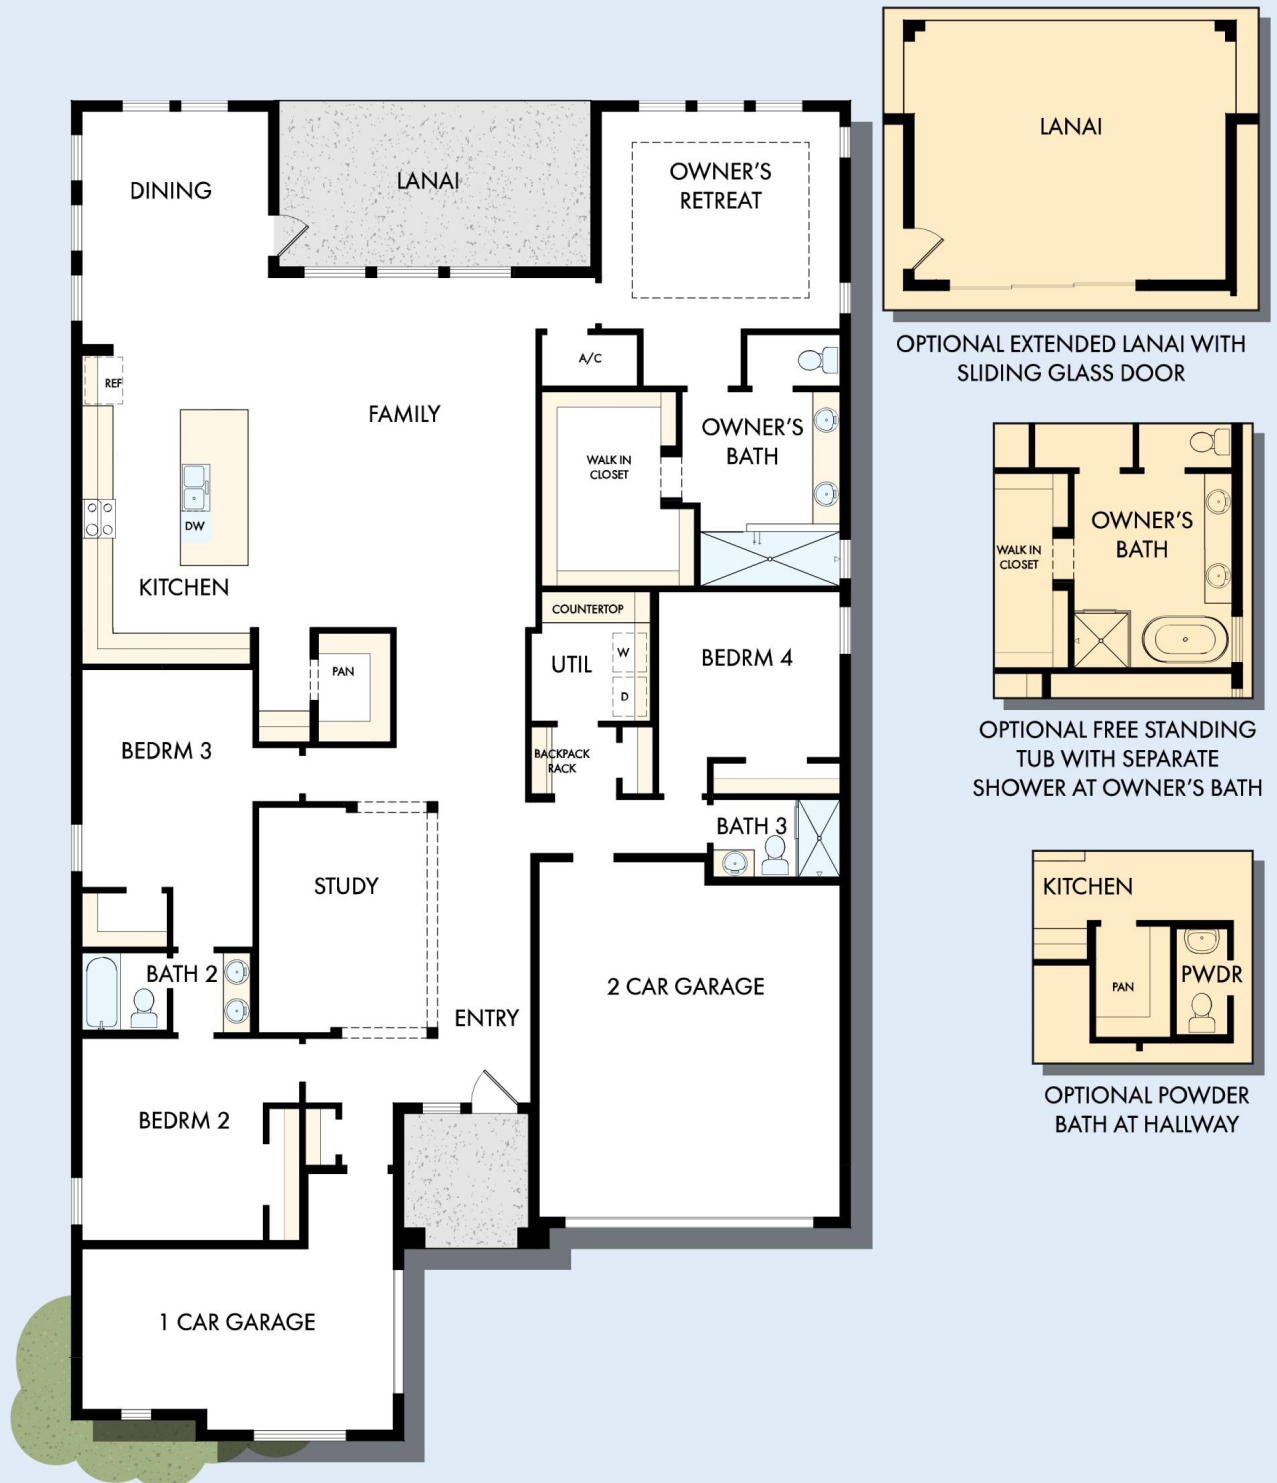 DINING
LANAI
OWNER'S
RETREAT
A/C
REF
FAMILY
WALK IN
CLOSET
OWNER'S
BATH
DW
KITCHEN
COUNTERTOP
PAN
UTIL
W
D
BEDRM 4
BEDRM 3
BACKPACK
RACK
BATH 3
STUDY
BATH 2
ENTRY
2 CAR GARAGE
BEDRM 2
1 CAR GARAGE
LANAI
OPTIONAL EXTENDED LANAI WITH
SLIDING GLASS DOOR
OWNER'S
BATH
WALK IN
CLOSET
OPTIONAL FREE STANDING
TUB WITH SEPARATE
SHOWER AT OWNER'S BATH
KITCHEN
PAN
PWDR
OPTIONAL POWDER
BATH AT HALLWAY